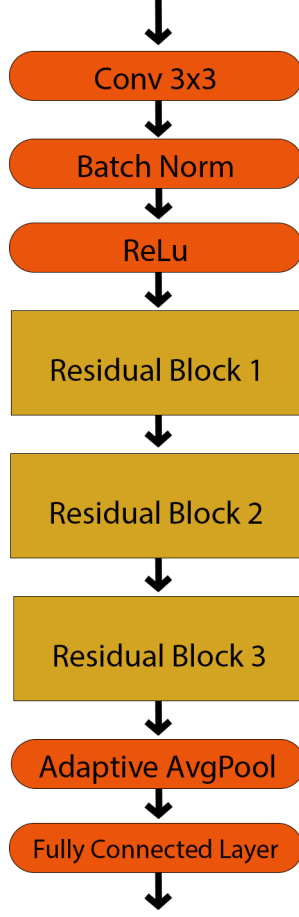 Conv 3x3
Batch Norm
ReLu
Residual Block 1
Residual Block 2
Residual Block 3
Adaptive AvgPool
Fully Connected Layer